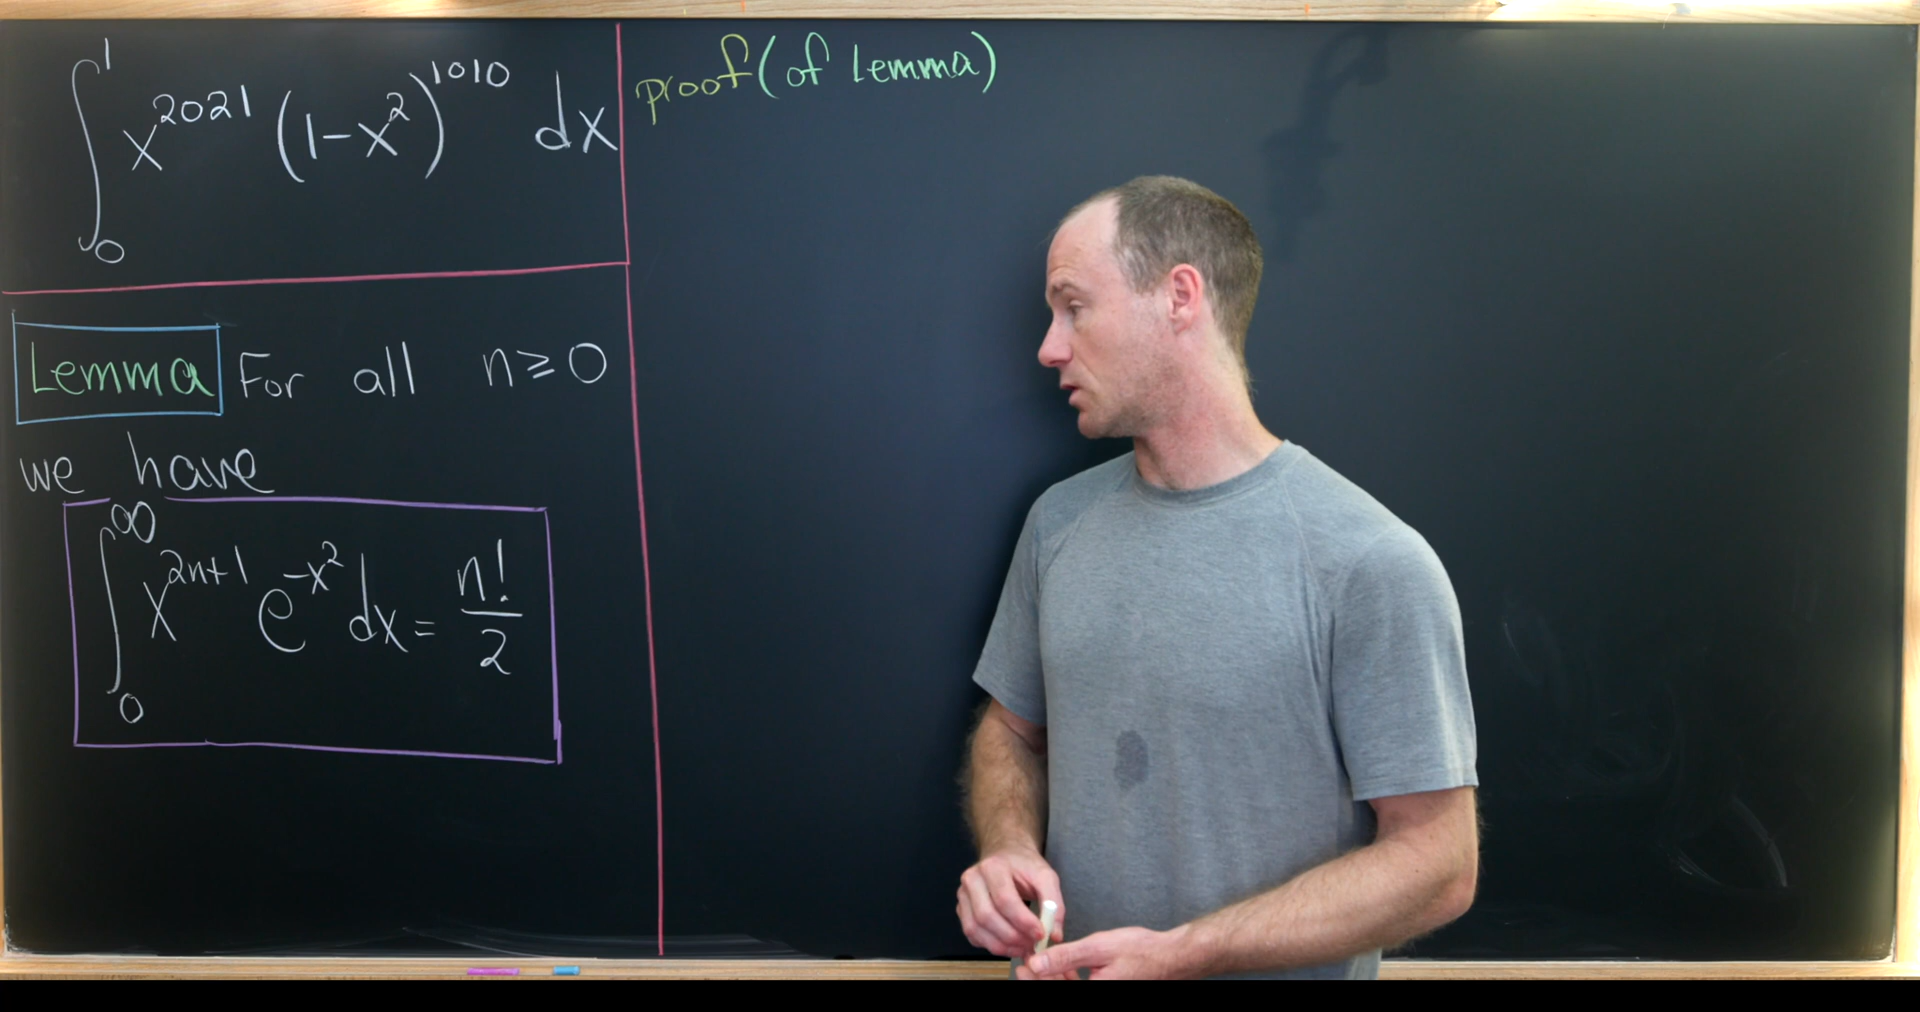 ∫₀¹ x²⁰²¹ (1-x²)¹⁰¹⁰ dx
Lemma For all n≥0
we have
∫₀^∞ x²ⁿ⁺¹ e^(-x²) dx = n!/2
proof (of Lemma)